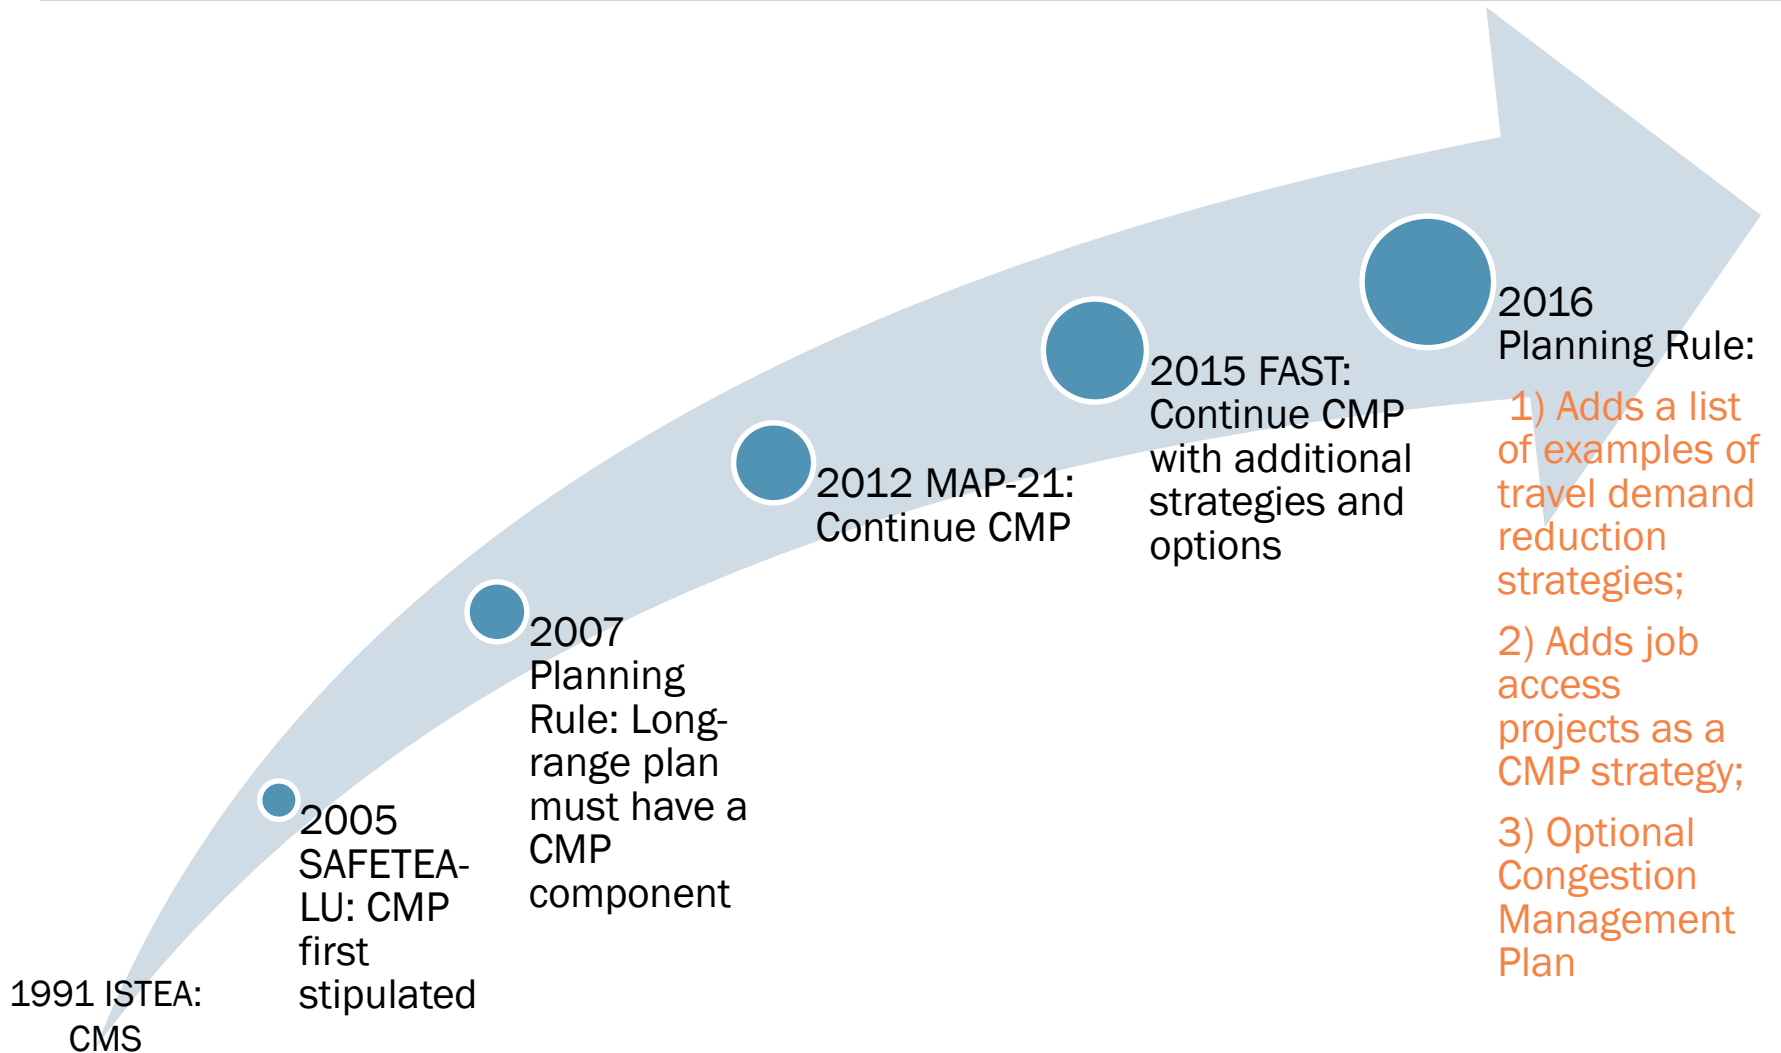 1991 ISTEA:
CMS
2005
SAFETEA-
LU: CMP
first
stipulated
2007
Planning
Rule: Long-
range plan
must have a
CMP
component
2012 MAP-21:
Continue CMP
2015 FAST:
Continue CMP
with additional
strategies and
options
2016
Planning Rule:
1) Adds a list
of examples of
travel demand
reduction
strategies;
2) Adds job
access
projects as a
CMP strategy;
3) Optional
Congestion
Management
Plan